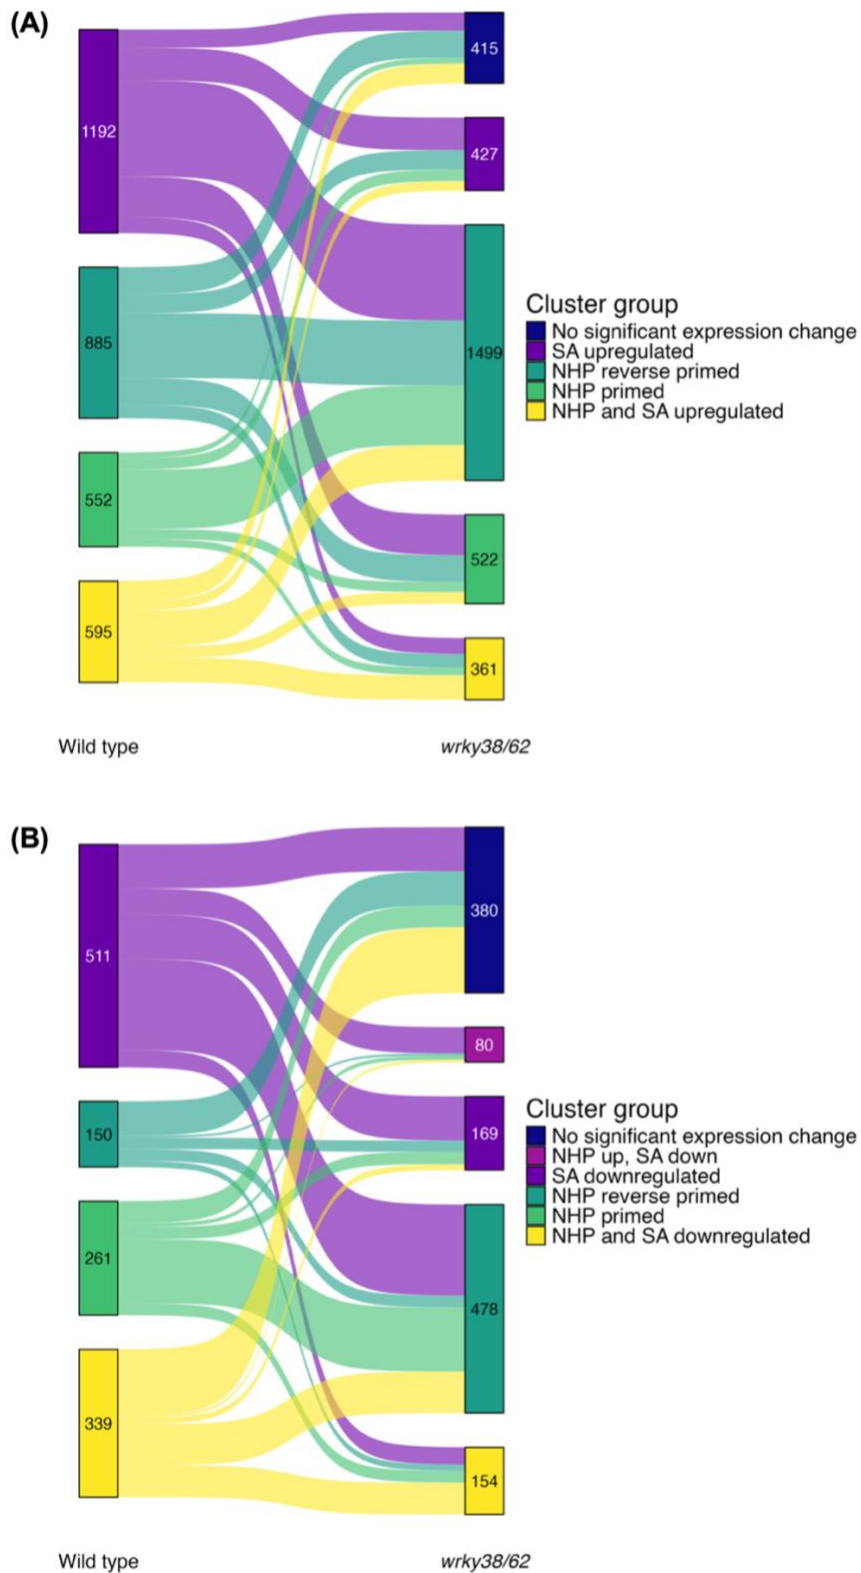 (A)
1192
885
552
595
415
427
1499
522
361
Cluster group
No significant expression change
SA upregulated
NHP reverse primed
NHP primed
NHP and SA upregulated
Wild type
wrky38/62
(B)
511
150
261
339
380
80
169
478
154
Cluster group
No significant expression change
NHP up, SA down
SA downregulated
NHP reverse primed
NHP primed
NHP and SA downregulated
Wild type
wrky38/62